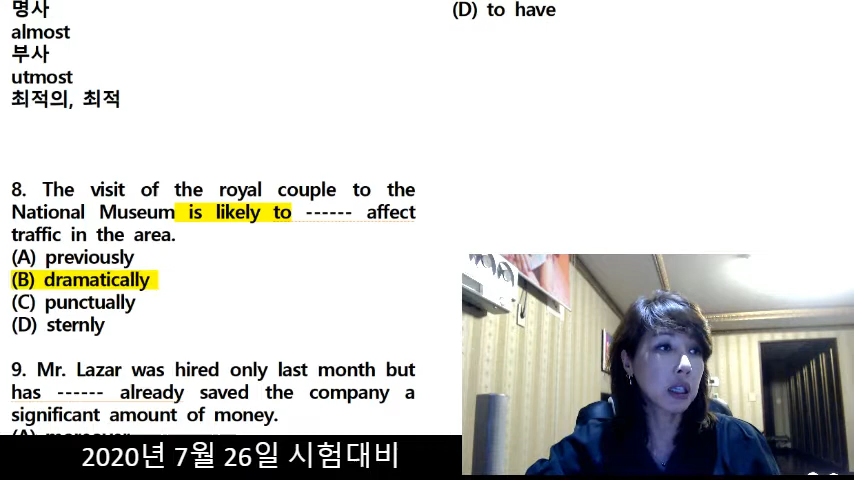 명사
almost
부사
utmost
최적의, 최적
8. The visit of the royal couple to the
National Museum is likely to ------ affect
traffic in the area.
(A) previously
(B) dramatically
(C) punctually
(D) sternly
9. Mr. Lazar was hired only last month but
has ------ already saved the company a
significant amount of money.
(D) to have
2020년 7월 26일 시험대비